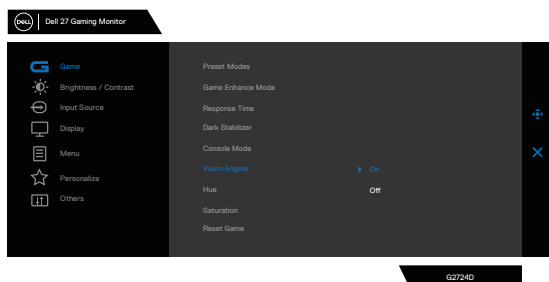 DELL Dell 27 Gaming Monitor
Game
Brightness / Contrast
Input Source
Display
Menu
Personalize
Others
Preset Modes
Game Enhance Mode
Response Time
Dark Stabilizer
Console Mode
Vision Engine On
Hue Off
Saturation
Reset Game
G2724D